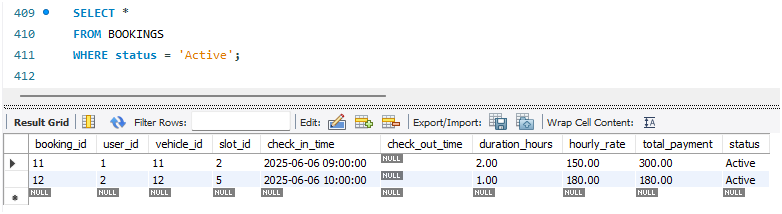 409 SELECT *
410 FROM BOOKINGS
411 WHERE status = 'Active';
412
Result Grid Filter Rows: Edit: Export/Import: Wrap Cell Content: IA
booking_id user_id vehicle_id slot_id check_in_time check_out_time duration_hours hourly_rate total_payment status
11 1 11 2 2025-06-06 09:00:00 NULL 2.00 150.00 300.00 Active
12 2 12 5 2025-06-06 10:00:00 NULL 1.00 180.00 180.00 Active
NULL NULL NULL NULL NULL NULL NULL NULL NULL NULL